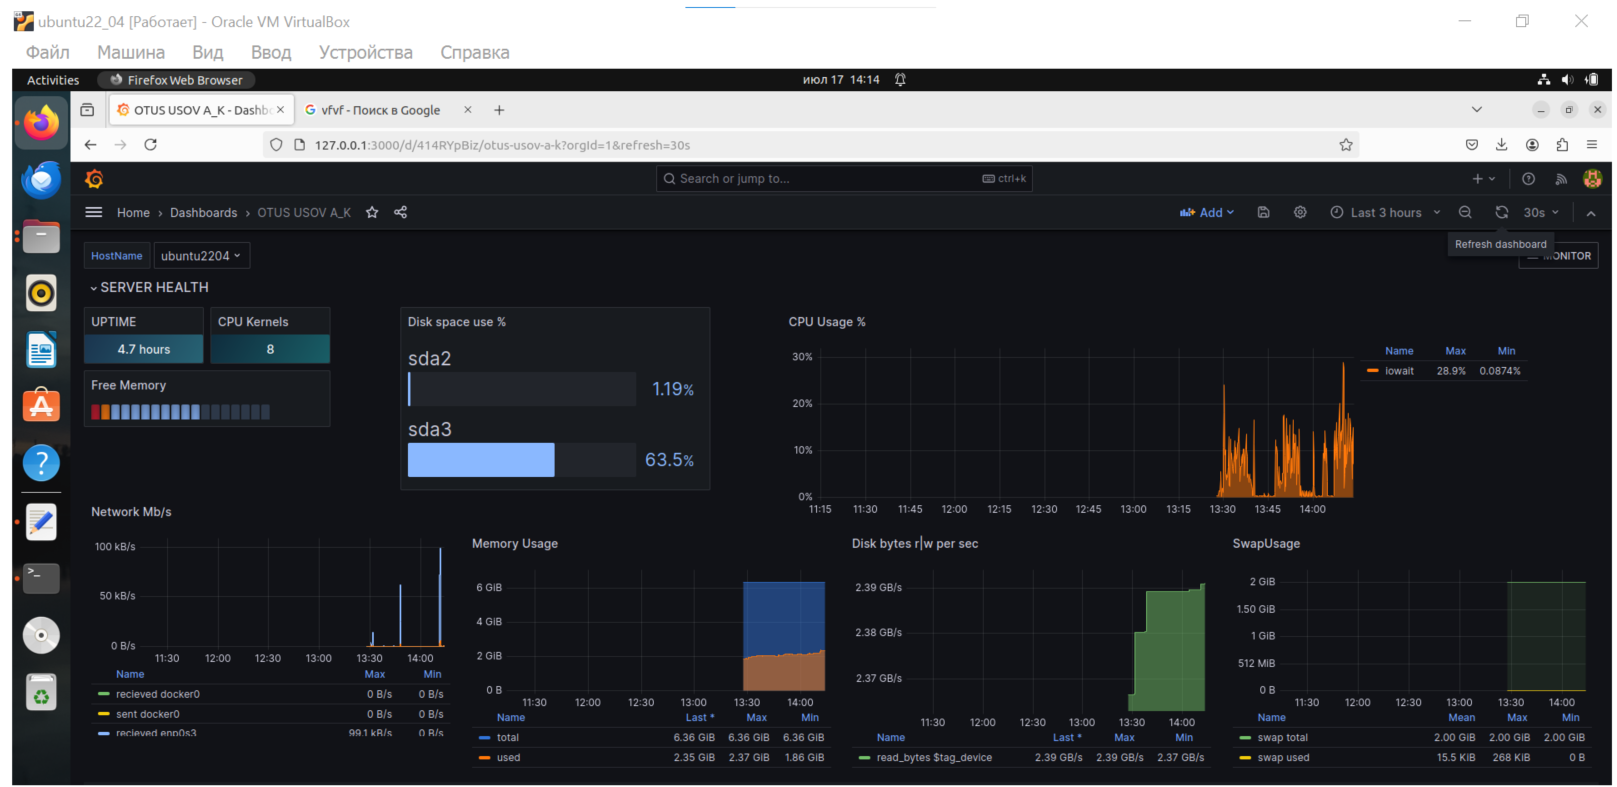 ubuntu22_04 [Работает] - Oracle VM VirtualBox
Файл Машина Вид Ввод Устройства Справка
Activities Firefox Web Browser июл 17 14:14
OTUS USOV A_K - Dashbo vfvf - Поиск в Google
127.0.0.1:3000/d/414RYpBiz/otus-usov-a-k?orgId=1&refresh=30s
Search or jump to... ctrl+k
Home › Dashboards › OTUS USOV A_K Add Last 3 hours 30s
Refresh dashboard
HostName ubuntu2204 MONITOR
SERVER HEALTH
UPTIME
4.7 hours
CPU Kernels
8
Free Memory
Disk space use %
sda2
1.19%
sda3
63.5%
CPU Usage %
30%
20%
10%
0%
11:15 11:30 11:45 12:00 12:15 12:30 12:45 13:00 13:15 13:30 13:45 14:00
Name Max Min
iowait 28.9% 0.0874%
Network Mb/s
100 kB/s
50 kB/s
0 B/s
11:30 12:00 12:30 13:00 13:30 14:00
Name Max Min
recieved docker0 0 B/s 0 B/s
sent docker0 0 B/s 0 B/s
recieved enp0s3 99.1 kB/s 0 B/s
Memory Usage
6 GiB
4 GiB
2 GiB
0 B
11:30 12:00 12:30 13:00 13:30 14:00
Name Last * Max Min
total 6.36 GiB 6.36 GiB 6.36 GiB
used 2.35 GiB 2.37 GiB 1.86 GiB
Disk bytes r|w per sec
2.39 GB/s
2.38 GB/s
2.37 GB/s
11:30 12:00 12:30 13:00 13:30 14:00
Name Last * Max Min
read_bytes $tag_device 2.39 GB/s 2.39 GB/s 2.37 GB/s
SwapUsage
2 GiB
1.50 GiB
1 GiB
512 MiB
0 B
11:30 12:00 12:30 13:00 13:30 14:00
Name Mean Max Min
swap total 2.00 GiB 2.00 GiB 2.00 GiB
swap used 15.5 KiB 268 KiB 0 B